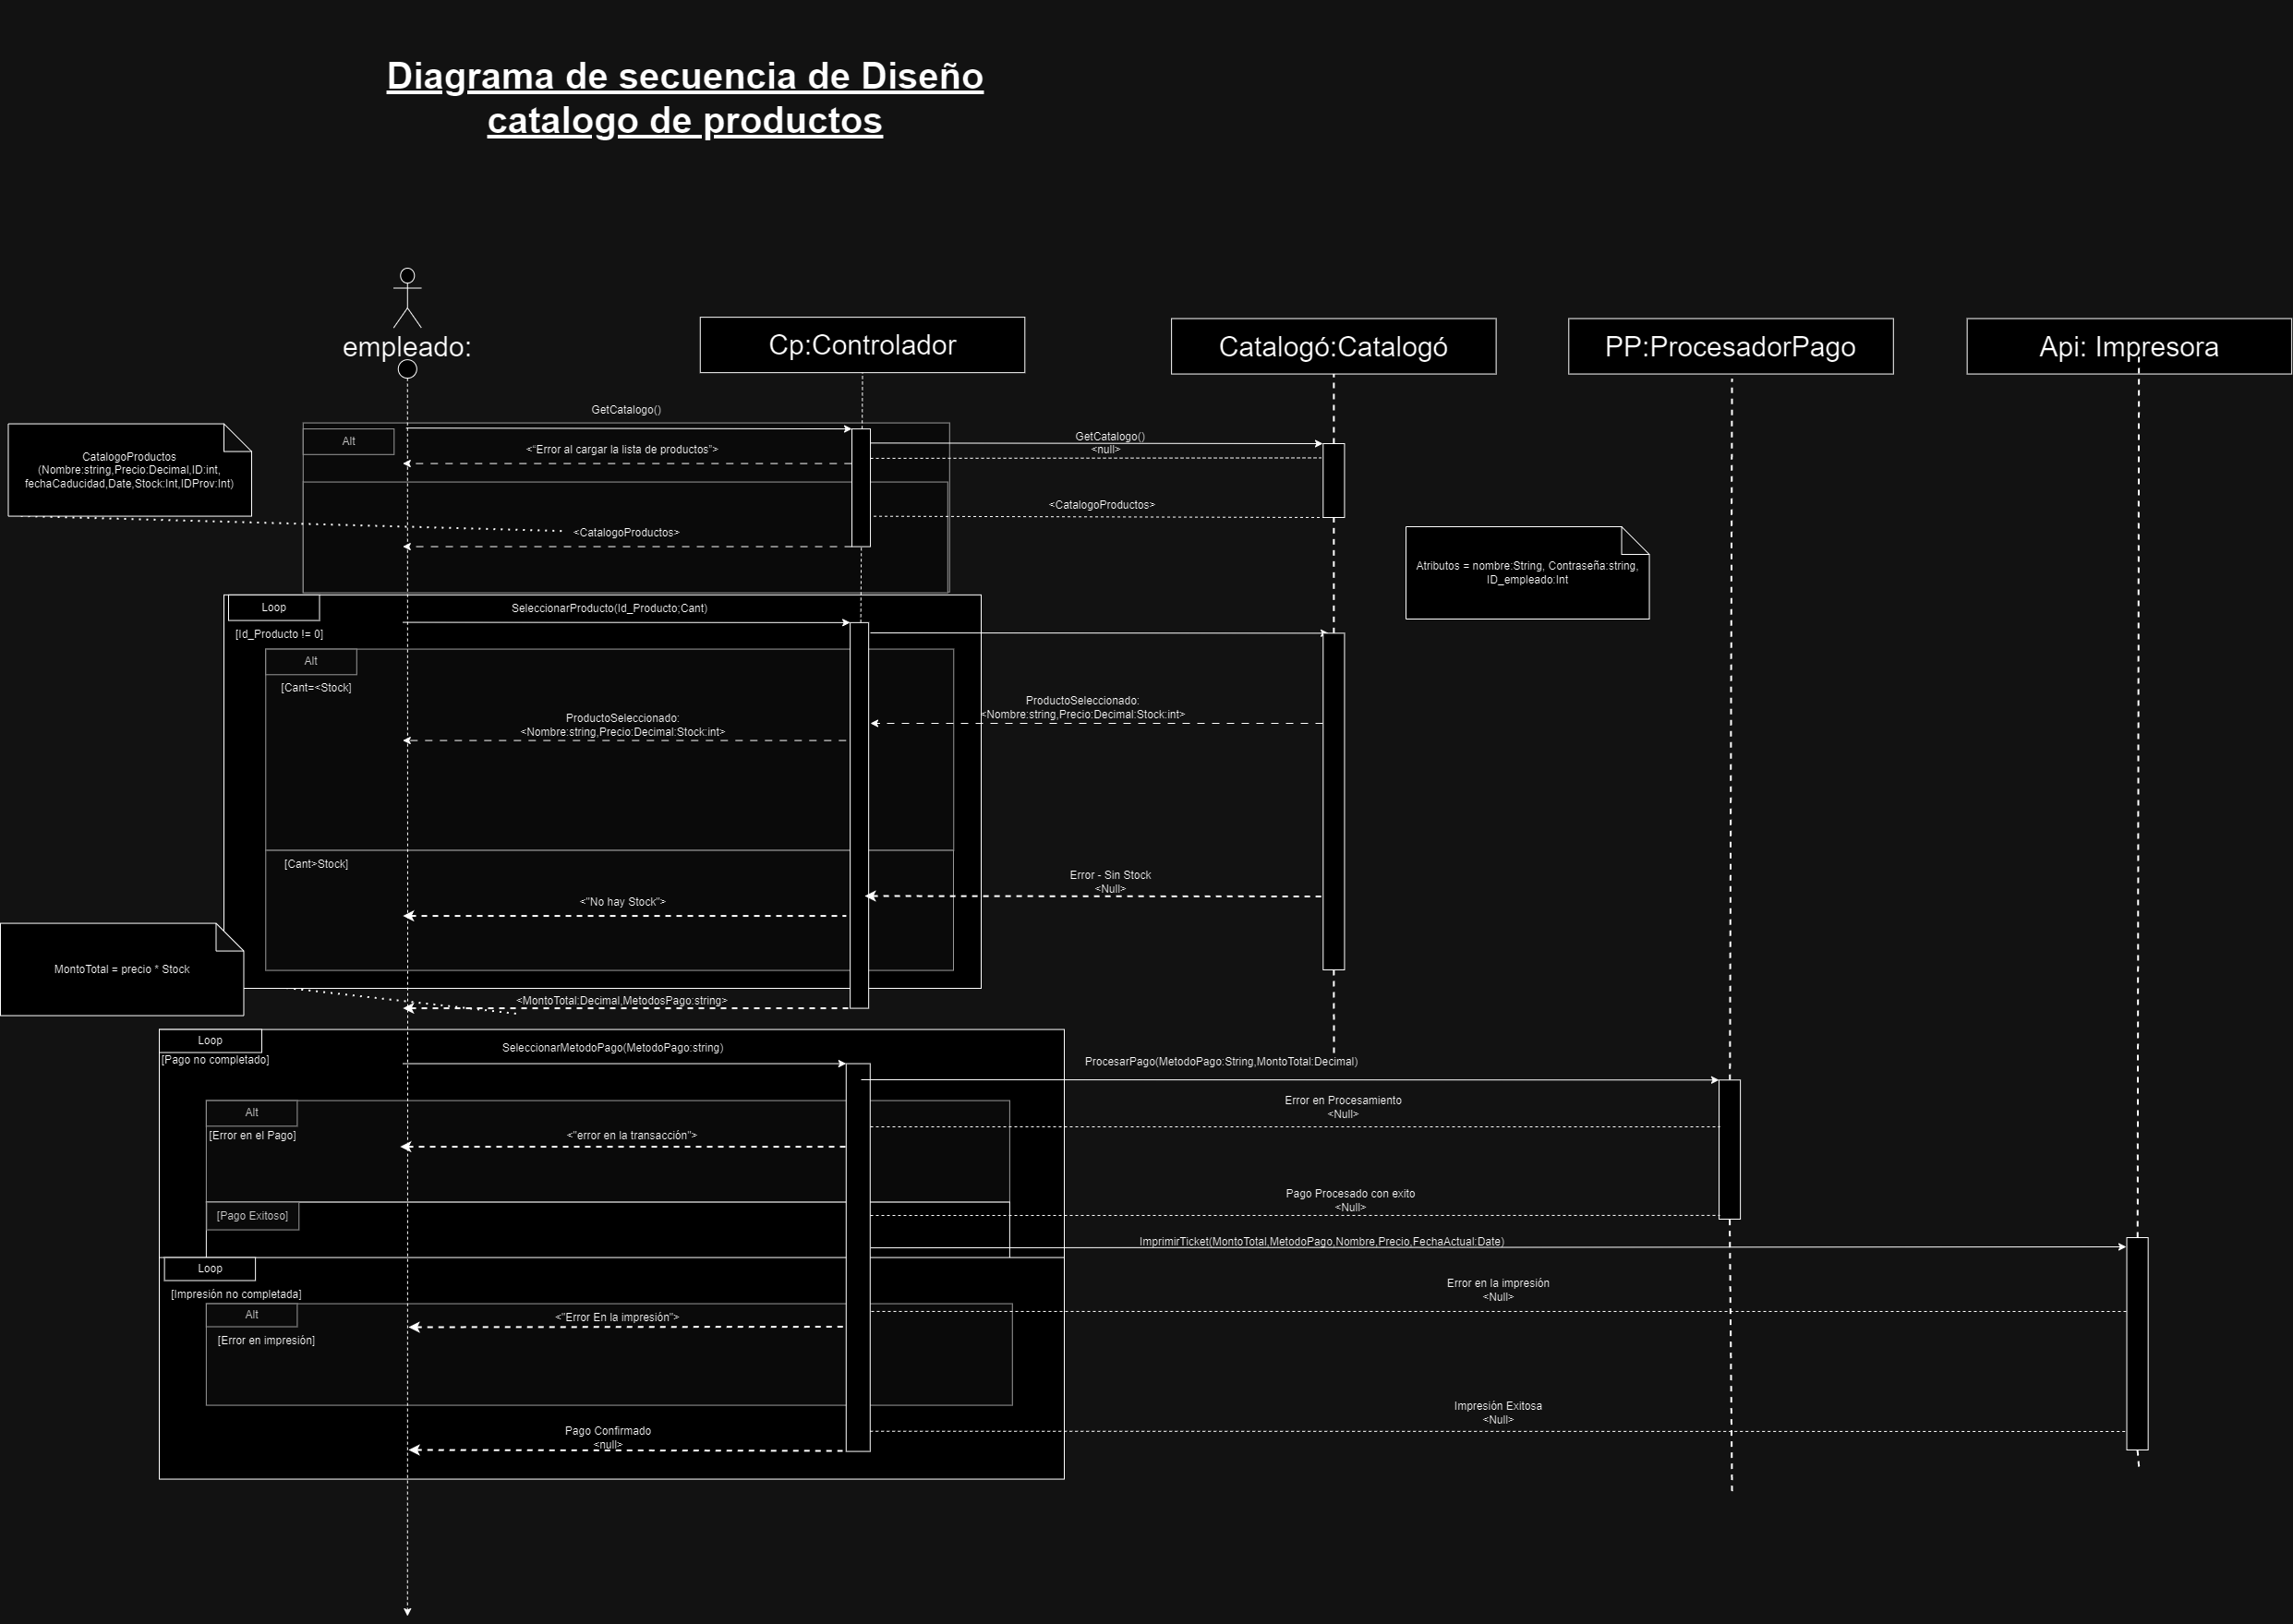 Diagrama de secuencia de Diseño
catalogo de productos
empleado:
Cp:Controlador
Catalogó:Catalogó
PP:ProcesadorPago
Api: Impresora
GetCatalogo()
Alt
GetCatalogo()
<"Error al cargar la lista de productos">
<null>
CatalogoProductos
(Nombre:string,Precio:Decimal,ID:int,
fechaCaducidad,Date,Stock:Int,IDProv:Int)
<CatalogoProductos>
<CatalogoProductos>
Atributos = nombre:String, Contraseña:string,
ID_empleado:Int
Loop
SeleccionarProducto(Id_Producto;Cant)
[Id_Producto != 0]
Alt
[Cant=<Stock]
ProductoSeleccionado:
<Nombre:string,Precio:Decimal:Stock:int>
ProductoSeleccionado:
<Nombre:string,Precio:Decimal:Stock:int>
[Cant>Stock]
Error - Sin Stock
<Null>
<"No hay Stock">
MontoTotal = precio * Stock
<MontoTotal:Decimal,MetodosPago:string>
Loop
SeleccionarMetodoPago(MetodoPago:string)
[Pago no completado]
ProcesarPago(MetodoPago:String,MontoTotal:Decimal)
Error en Procesamiento
<Null>
Alt
[Error en el Pago]
<"error en la transacción">
Pago Procesado con exito
<Null>
[Pago Exitoso]
ImprimirTicket(MontoTotal,MetodoPago,Nombre,Precio,FechaActual:Date)
Loop
[Impresión no completada]
Error en la impresión
<Null>
Alt
<"Error En la impresión">
[Error en impresión]
Impresión Exitosa
<Null>
Pago Confirmado
<null>